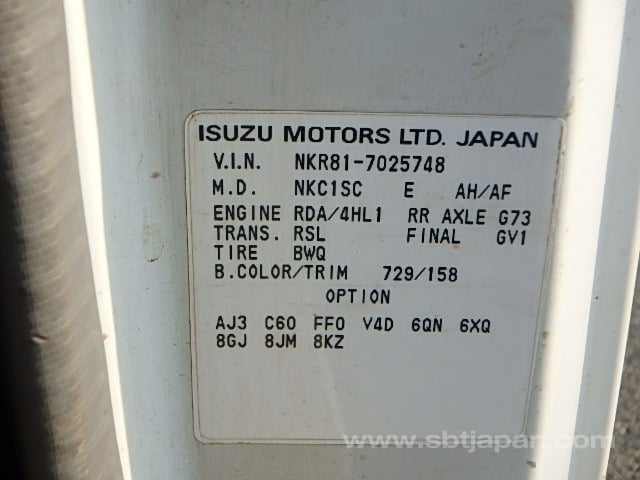 ISUZU MOTORS LTD. JAPAN
V.I.N. NKR81-7025748
M.D. NKC1SC E AH/AF
ENGINE RDA/4HL1 RR AXLE G73
TRANS. RSL FINAL GV1
TIRE BWQ
B.COLOR/TRIM 729/158
OPTION
AJ3 C60 FF0 V4D 6QN 6XQ
8GJ 8JM 8KZ
www.sbtjapan.com